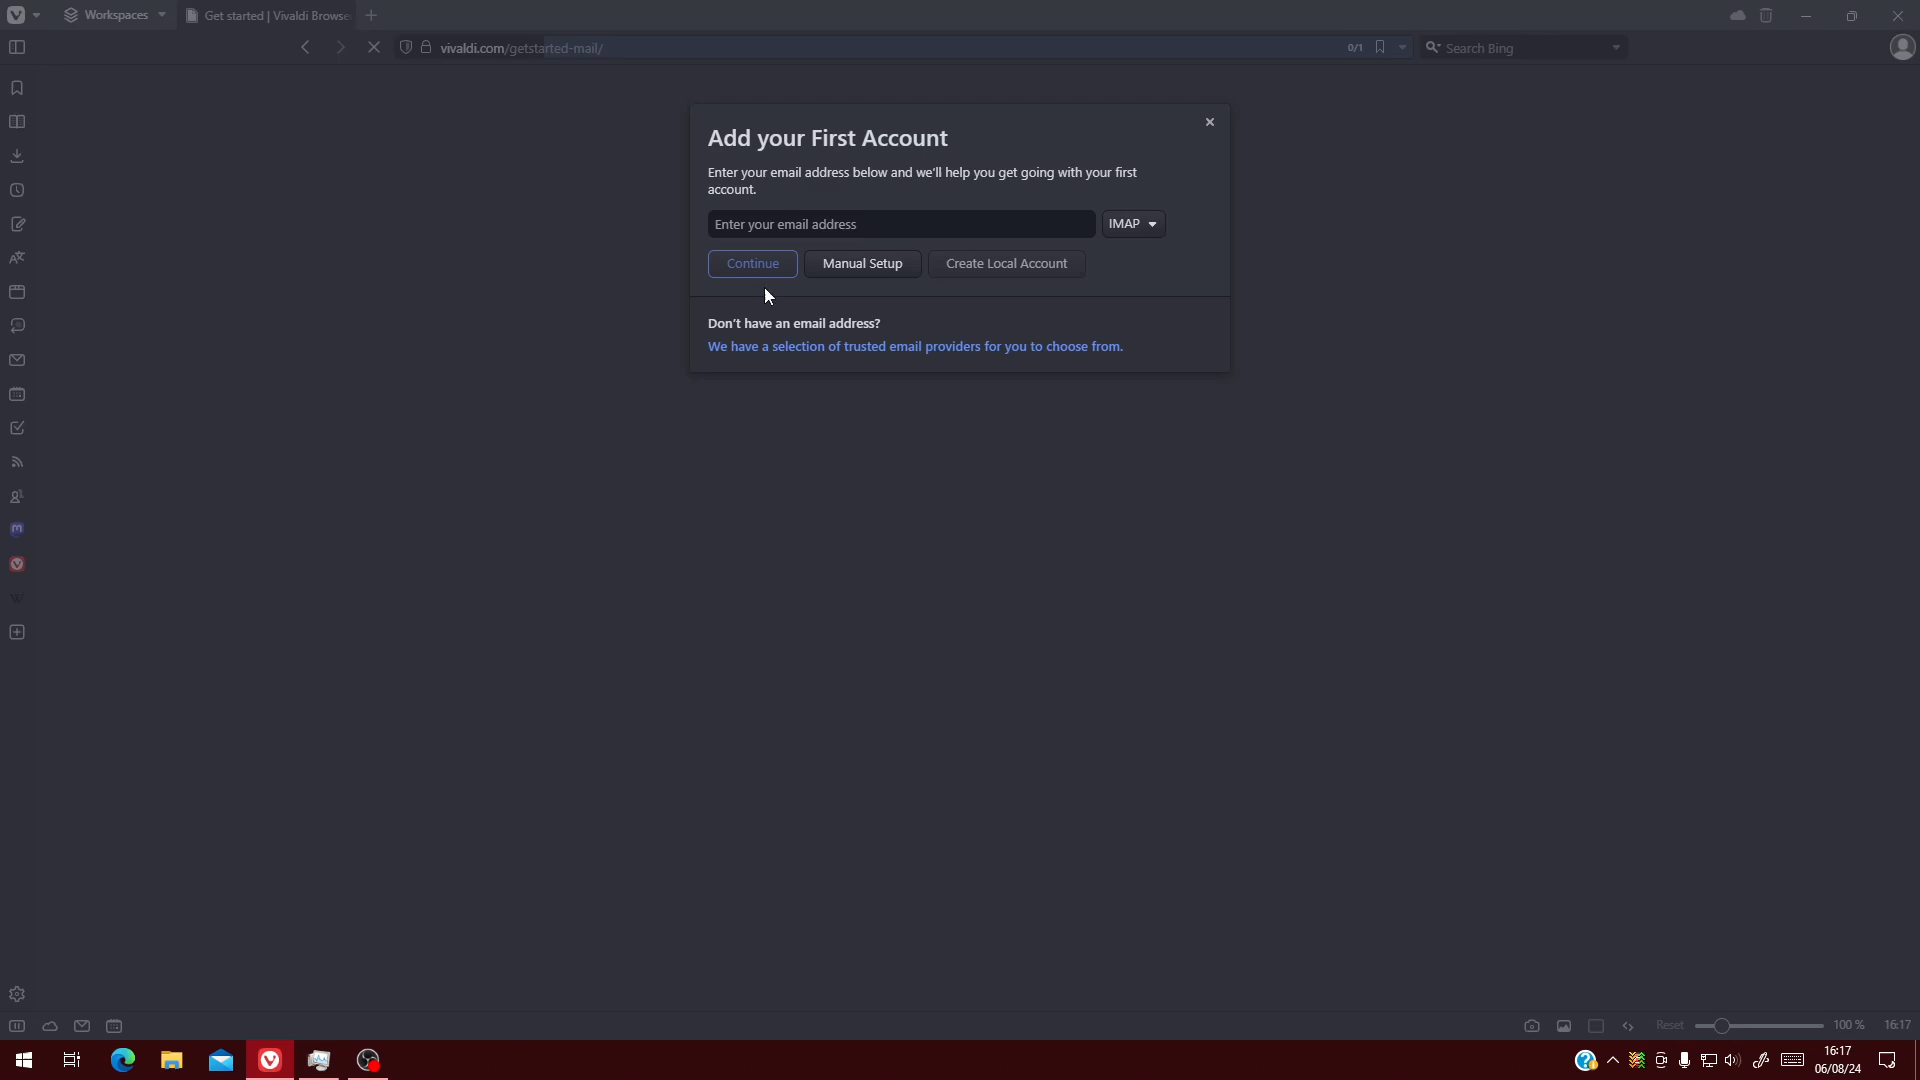 Workspaces
Get started | Vivaldi Browse
vivaldi.com/getstarted-mail/
0/1
Search Bing
Add your First Account
Enter your email address below and we'll help you get going with your first
account.
Enter your email address
IMAP
Continue
Manual Setup
Create Local Account
Don't have an email address?
We have a selection of trusted email providers for you to choose from.
Reset
100 %
16:17
16:17
06/08/24